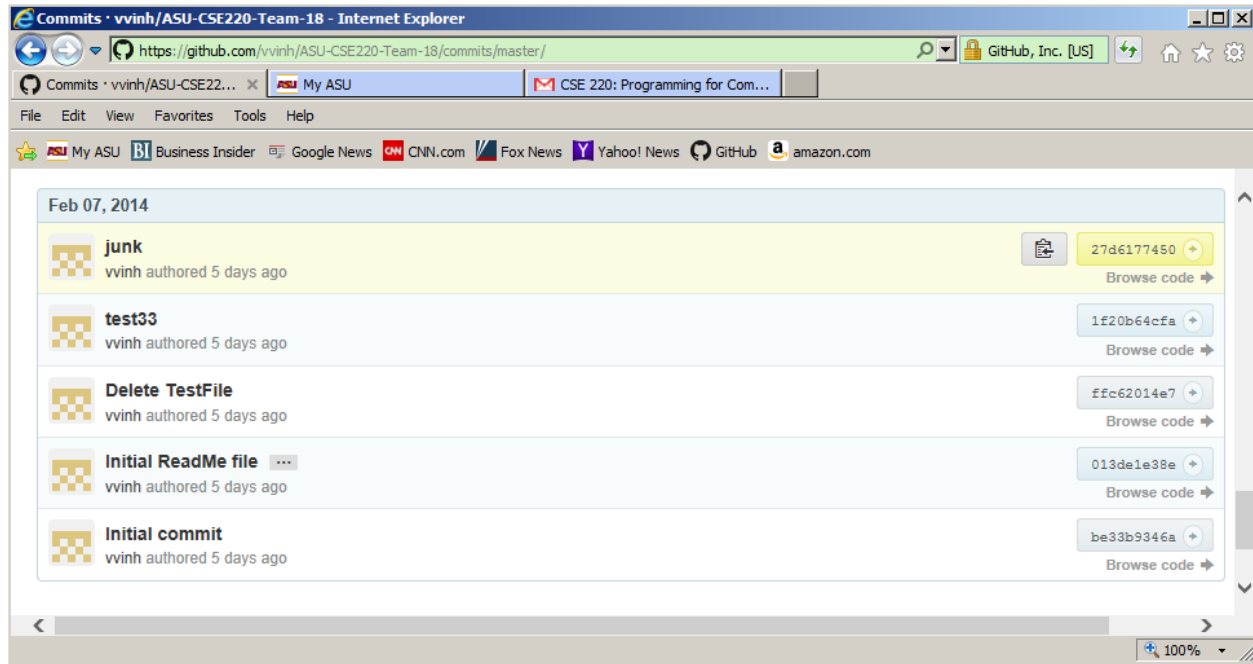 Commits · vvinh/ASU-CSE220-Team-18 - Internet Explorer
https://github.com/vvinh/ASU-CSE220-Team-18/commits/master/ GitHub, Inc. [US]
Commits · vvinh/ASU-CSE22... My ASU CSE 220: Programming for Com...
File Edit View Favorites Tools Help
ASU My ASU BI Business Insider Google News CNN CNN.com Fox News Y Yahoo! News GitHub a amazon.com
Feb 07, 2014
junk
27d6177450
vvinh authored 5 days ago
Browse code
test33
1f20b64cfa
vvinh authored 5 days ago
Browse code
Delete TestFile
ffc62014e7
vvinh authored 5 days ago
Browse code
Initial ReadMe file ...
013de1e38e
vvinh authored 5 days ago
Browse code
Initial commit
be33b9346a
vvinh authored 5 days ago
Browse code
100%